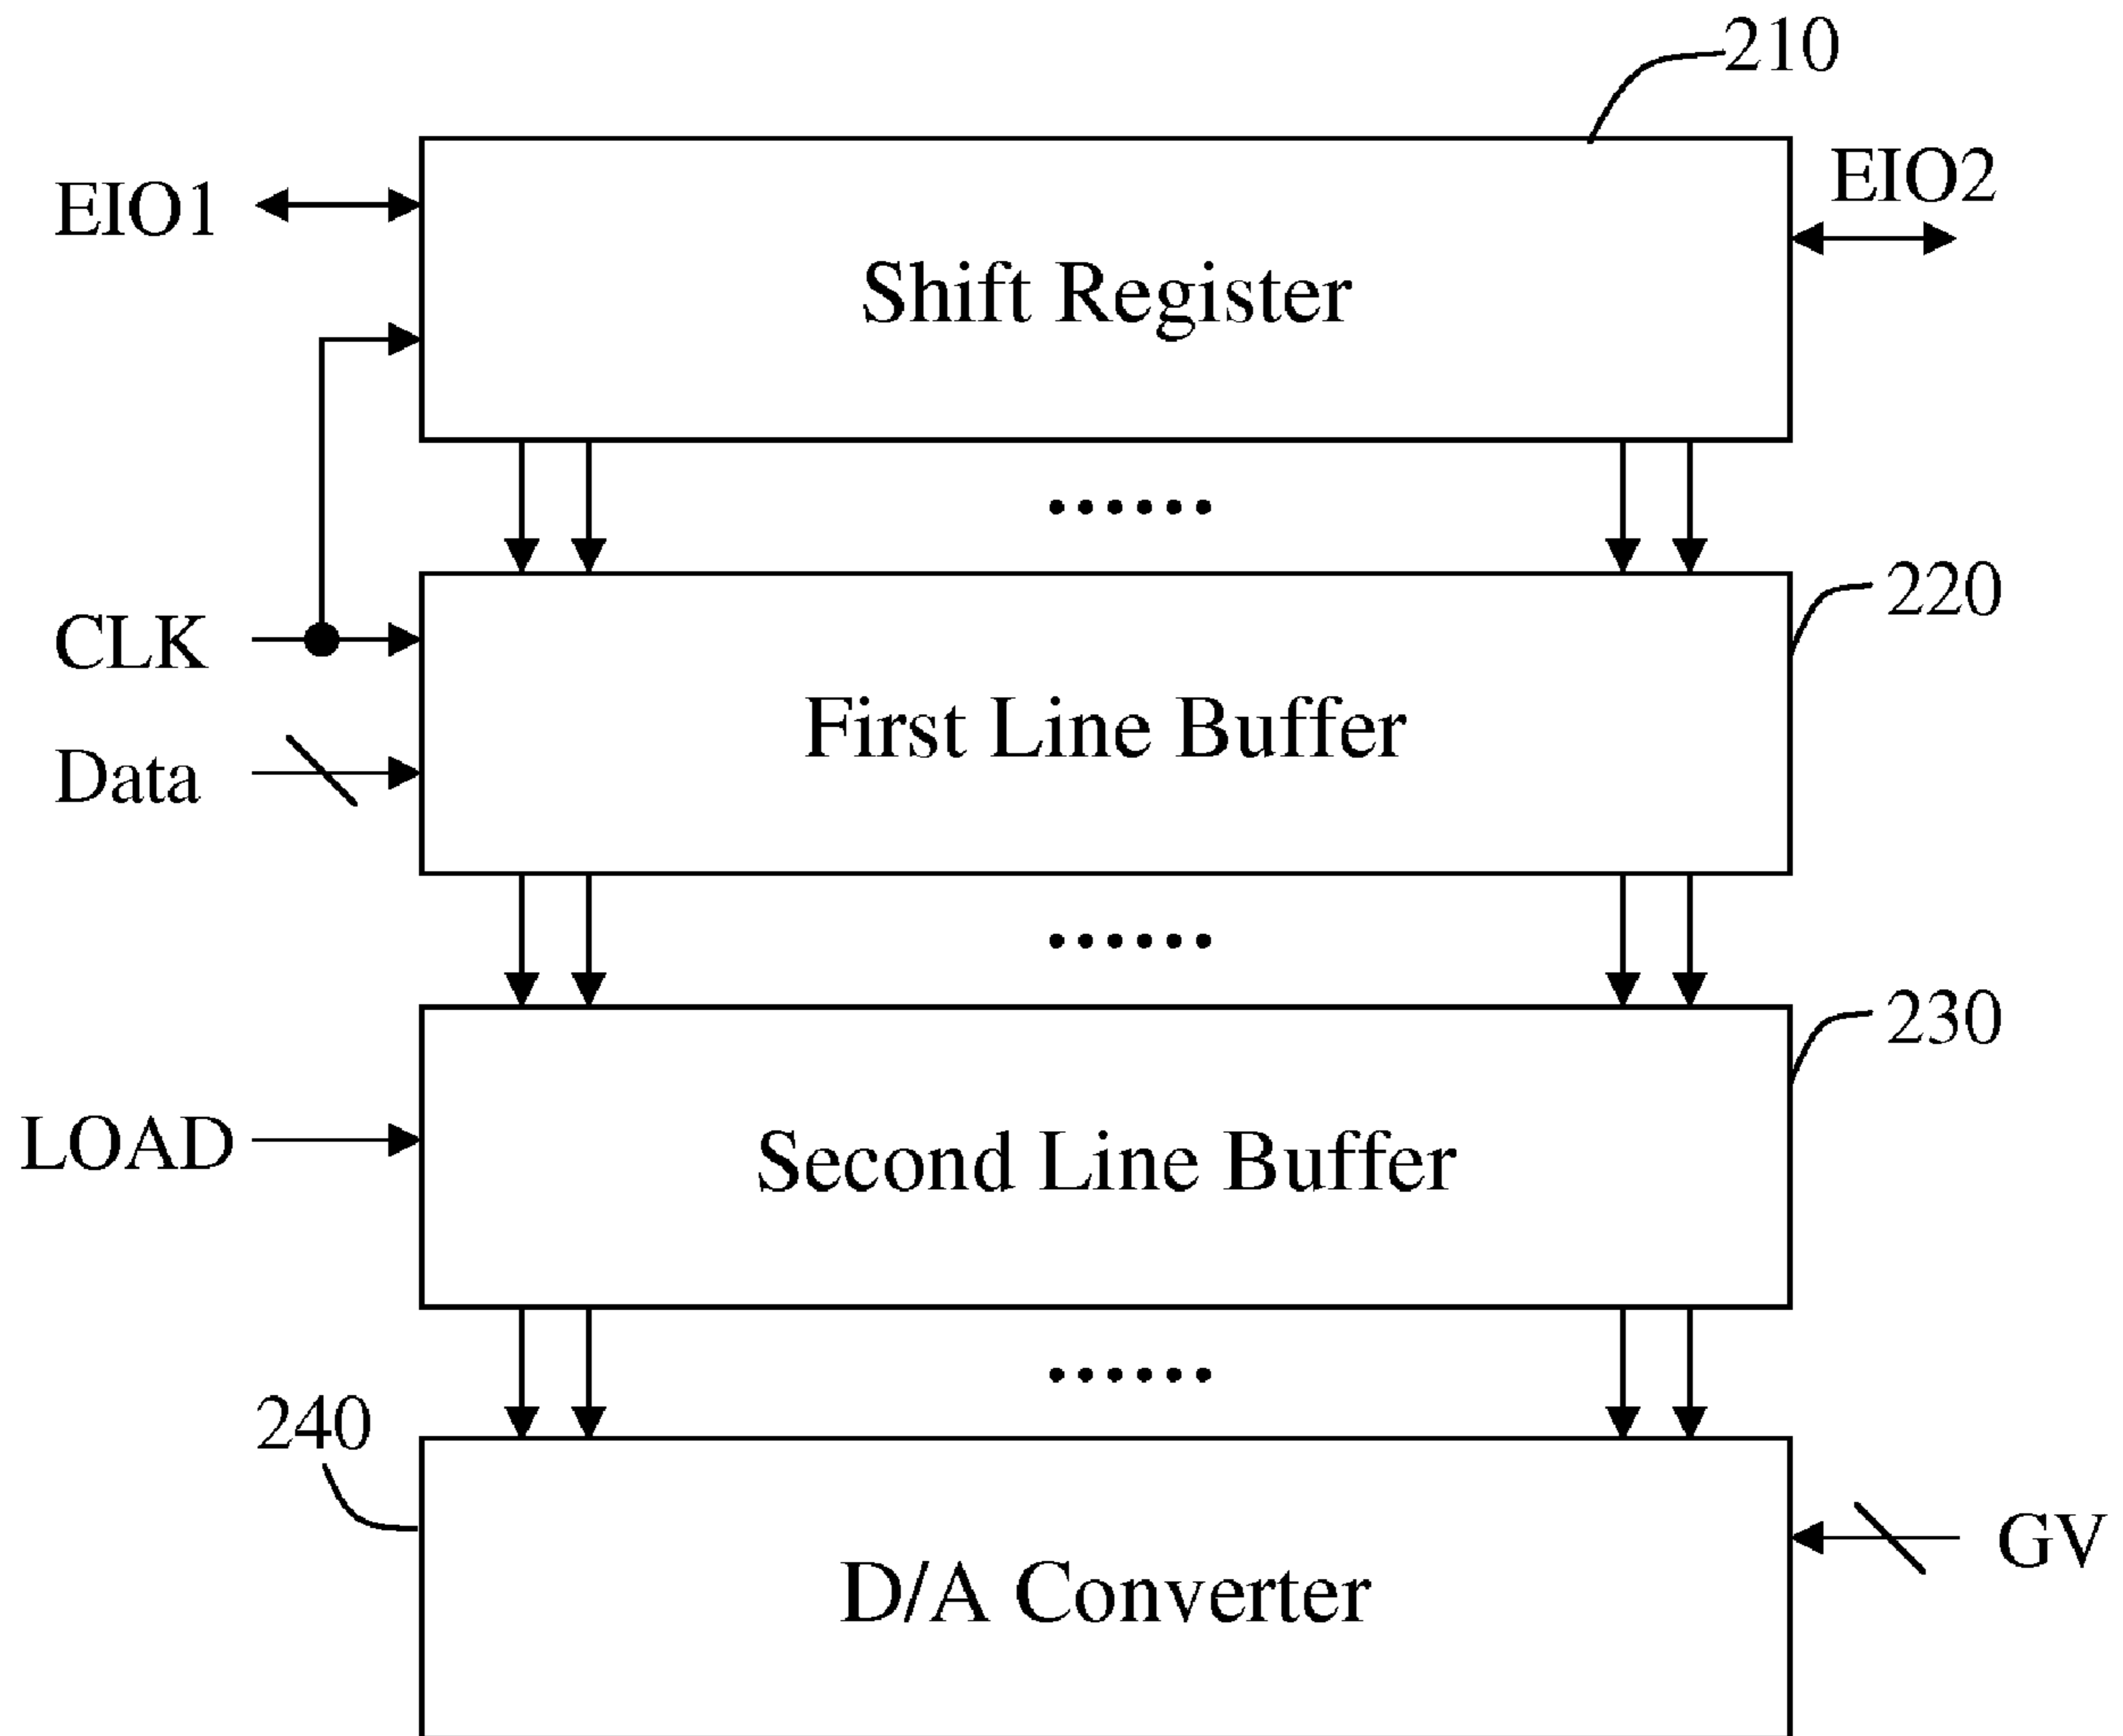 210
EIO1
EIO2
Shift Register
CLK
220
First Line Buffer
Data
230
LOAD
Second Line Buffer
240
GV
D/A Converter